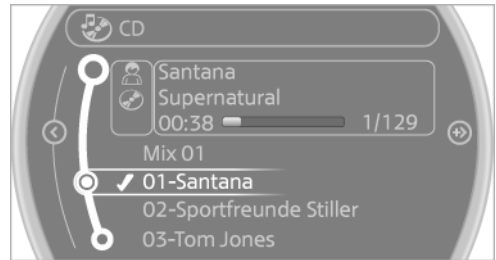 CD
Santana
Supernatural
00:38 1/129
Mix 01
01-Santana
02-Sportfreunde Stiller
03-Tom Jones